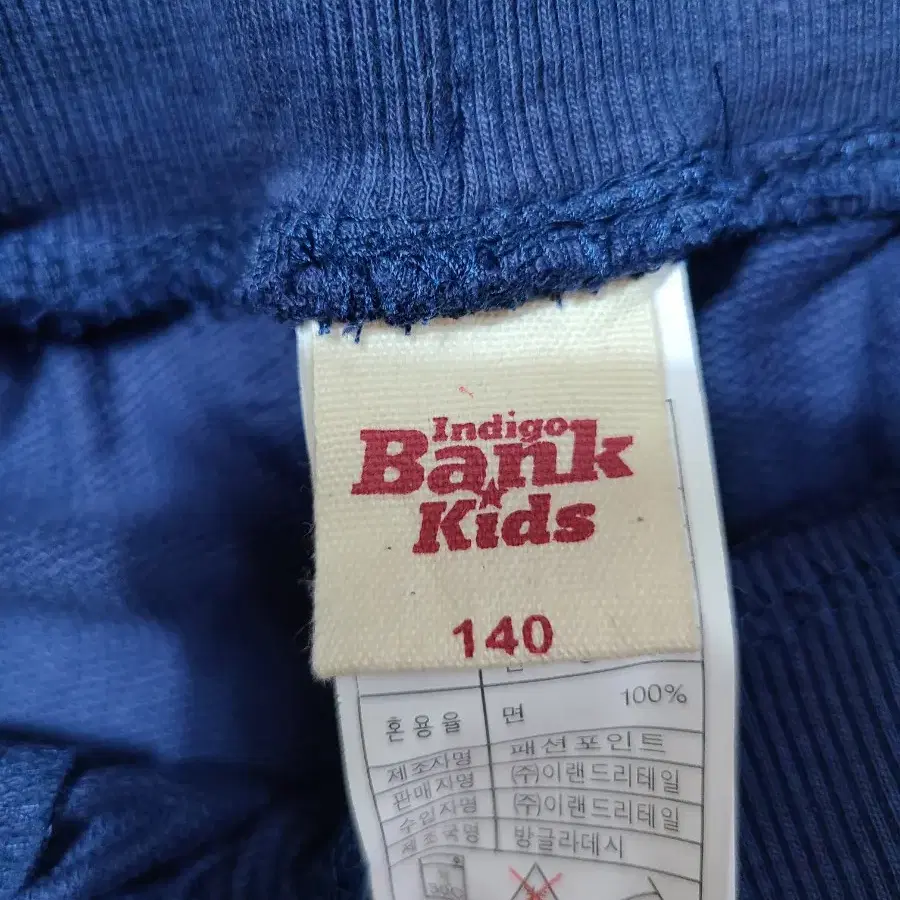 Indigo
Bank
Kids
140
100%
혼용율 면
제조자명 패션포인트
판매자명 (주)이랜드리테일
수입자명 (주)이랜드리테일
제조국명 방글라데시